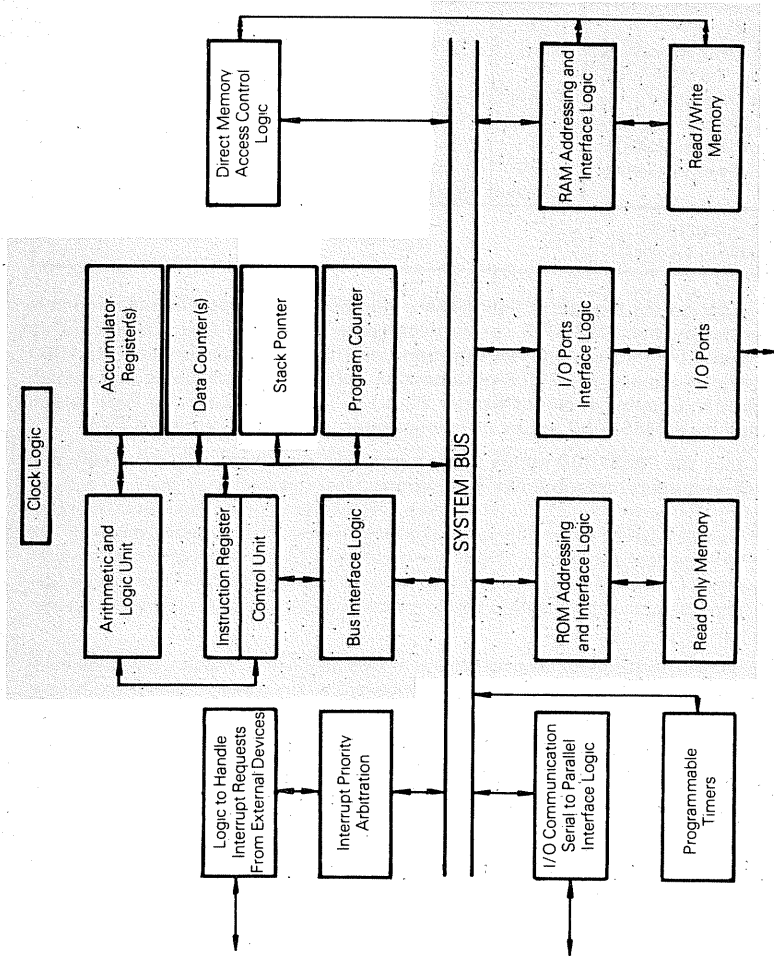 Clock Logic
Arithmetic and
Logic Unit
Accumulator
Register(s)
Data Counter(s)
Instruction Register
Control Unit
Stack Pointer
Logic to Handle
Interrupt Requests
From External Devices
Bus Interface Logic
Program Counter
Direct Memory
Access Control
Logic
Interrupt Priority
Arbitration
SYSTEM BUS
I/O Communication
Serial to Parallel
Interface Logic
ROM Addressing
and Interface Logic
I/O Ports
Interface Logic
RAM Addressing and
Interface Logic
Programmable
Timers
Read Only Memory
I/O Ports
Read/Write
Memory